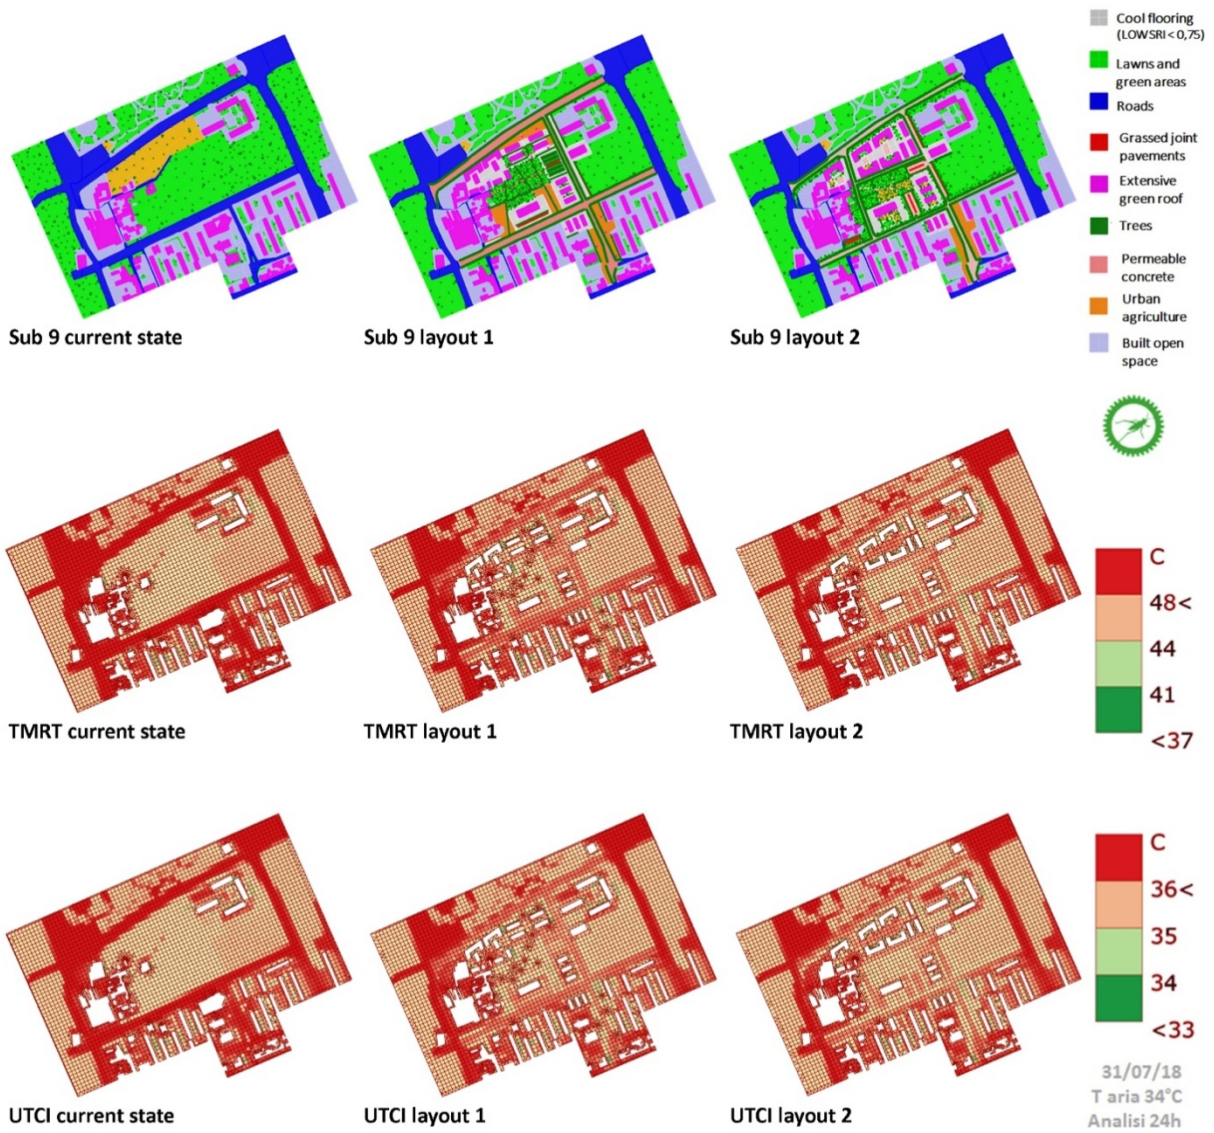 Cool flooring
(LOW SRI < 0,75)
Lawns and
green areas
Roads
Grassed joint
pavements
Extensive
green roof
Trees
Permeable
concrete
Urban
agriculture
Built open
space
Sub 9 current state
Sub 9 layout 1
Sub 9 layout 2
C
48<
44
41
<37
TMRT current state
TMRT layout 1
TMRT layout 2
C
36<
35
34
<33
31/07/18
T aria 34°C
Analisi 24h
UTCI current state
UTCI layout 1
UTCI layout 2